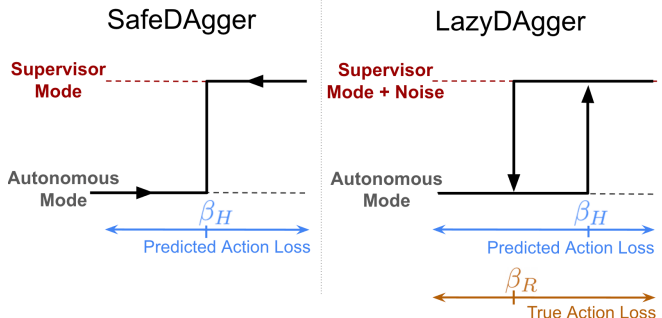 SafeDAgger
Supervisor
Mode
Autonomous
Mode
β_H
Predicted Action Loss
LazyDAgger
Supervisor
Mode + Noise
Autonomous
Mode
β_H
Predicted Action Loss
β_R
True Action Loss